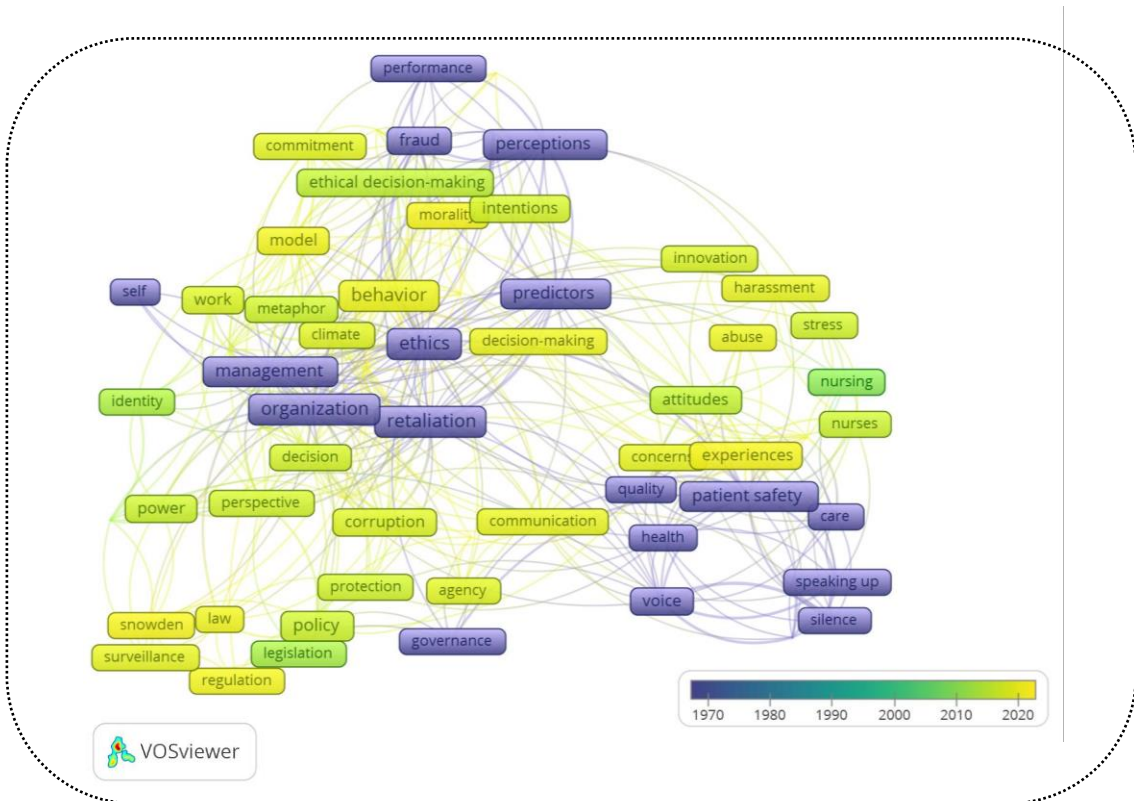 performance
fraud
perceptions
commitment
ethical decision-making
morality
intentions
model
innovation
self
work
metaphor
behavior
predictors
harassment
climate
ethics
decision-making
abuse
stress
management
identity
organization
retaliation
attitudes
nursing
nurses
decision
concerns
experiences
power
perspective
corruption
communication
quality
patient safety
care
health
protection
agency
voice
speaking up
silence
snowden
law
policy
governance
surveillance
legislation
regulation
1970 1980 1990 2000 2010 2020
VOSviewer